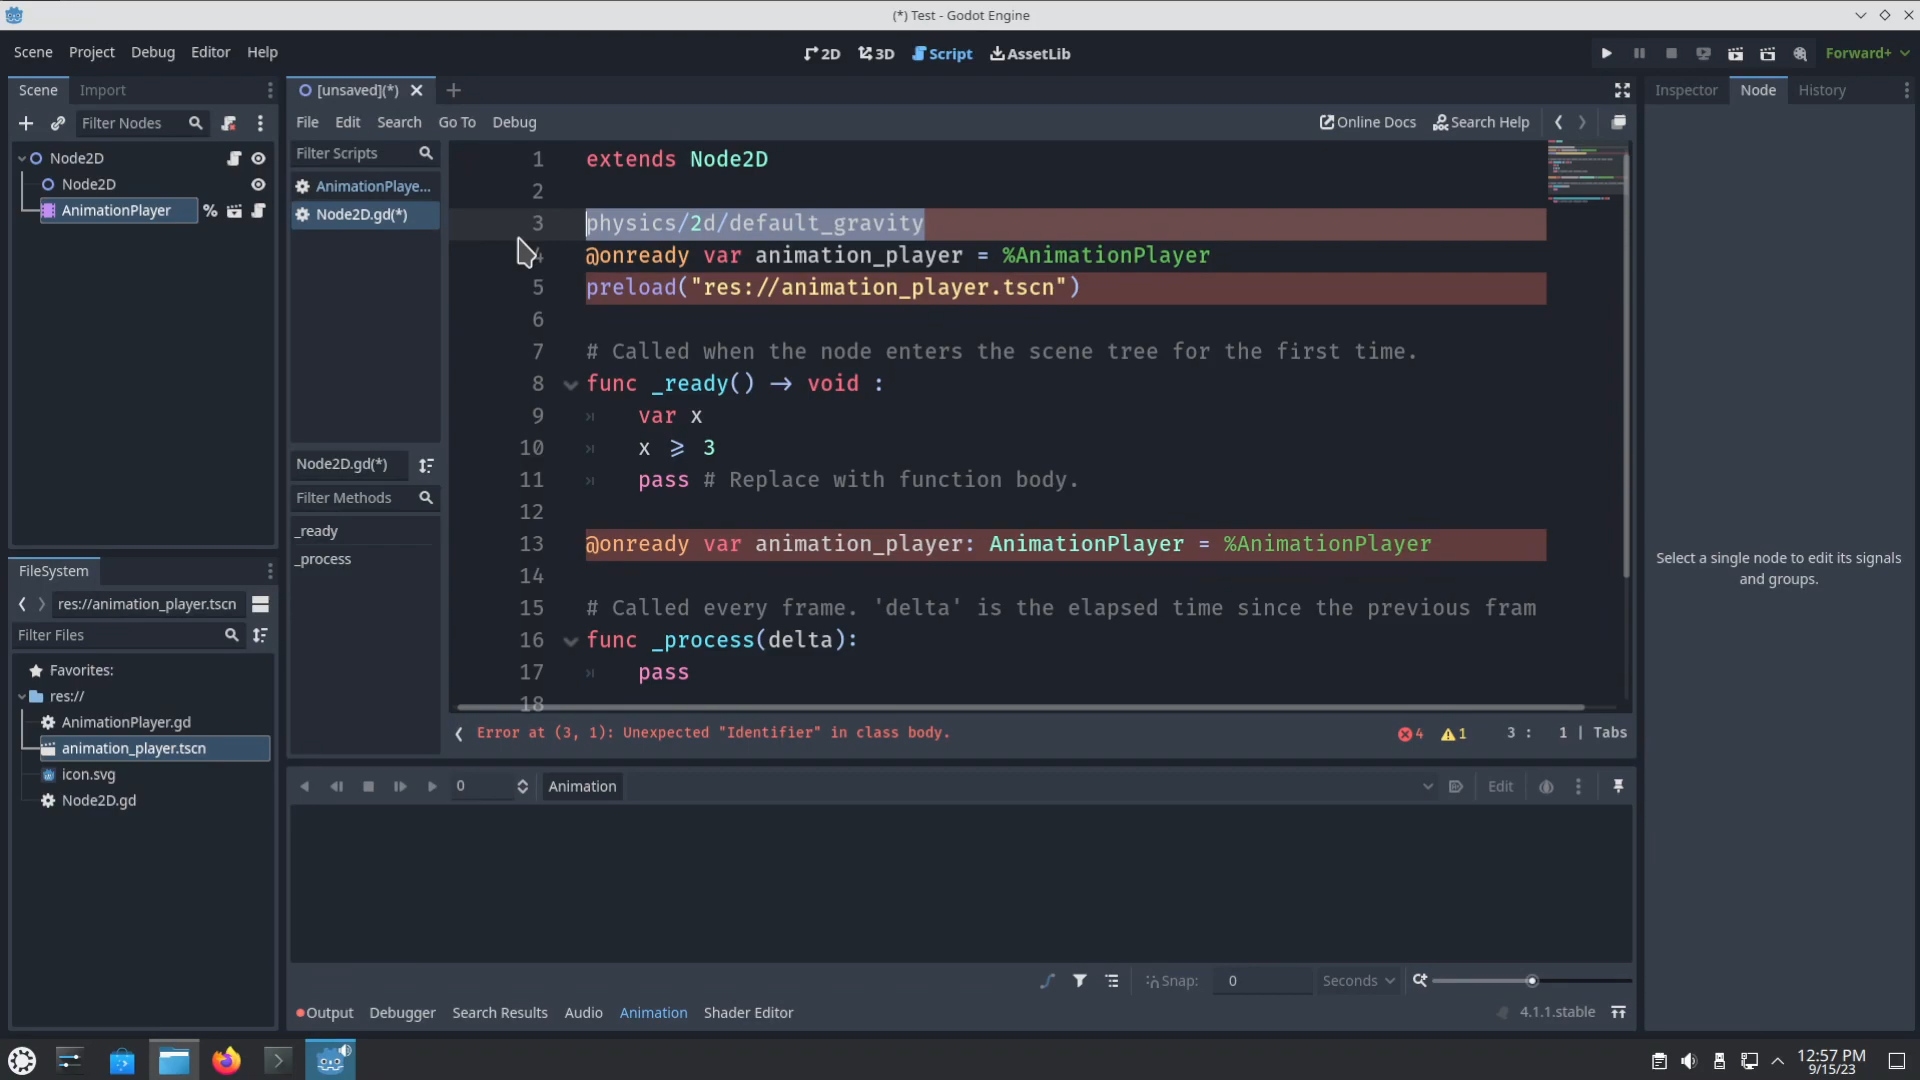 (*) Test - Godot Engine
Scene Project Debug Editor Help
2D 3D Script AssetLib
Forward+
Scene Import
Filter Nodes
Node2D
Node2D
AnimationPlayer %
FileSystem
res://animation_player.tscn
Filter Files
Favorites:
res://
AnimationPlayer.gd
animation_player.tscn
icon.svg
Node2D.gd
[unsaved](*)
File Edit Search Go To Debug
Online Docs Search Help
Filter Scripts
AnimationPlaye...
Node2D.gd(*)
Node2D.gd(*)
Filter Methods
_ready
_process
1 extends Node2D
2
3 physics/2d/default_gravity
4 @onready var animation_player = %AnimationPlayer
5 preload("res://animation_player.tscn")
6
7 # Called when the node enters the scene tree for the first time.
8 func _ready() → void :
9 var x
10 x ⩾ 3
11 pass # Replace with function body.
12
13 @onready var animation_player: AnimationPlayer = %AnimationPlayer
14
15 # Called every frame. 'delta' is the elapsed time since the previous fram
16 func _process(delta):
17 pass
18
Error at (3, 1): Unexpected "Identifier" in class body.
4 1 3 : 1 | Tabs
0 Animation Edit
Snap: 0 Seconds
Output Debugger Search Results Audio Animation Shader Editor
4.1.1.stable
Inspector Node History
Select a single node to edit its signals
and groups.
12:57 PM
9/15/23